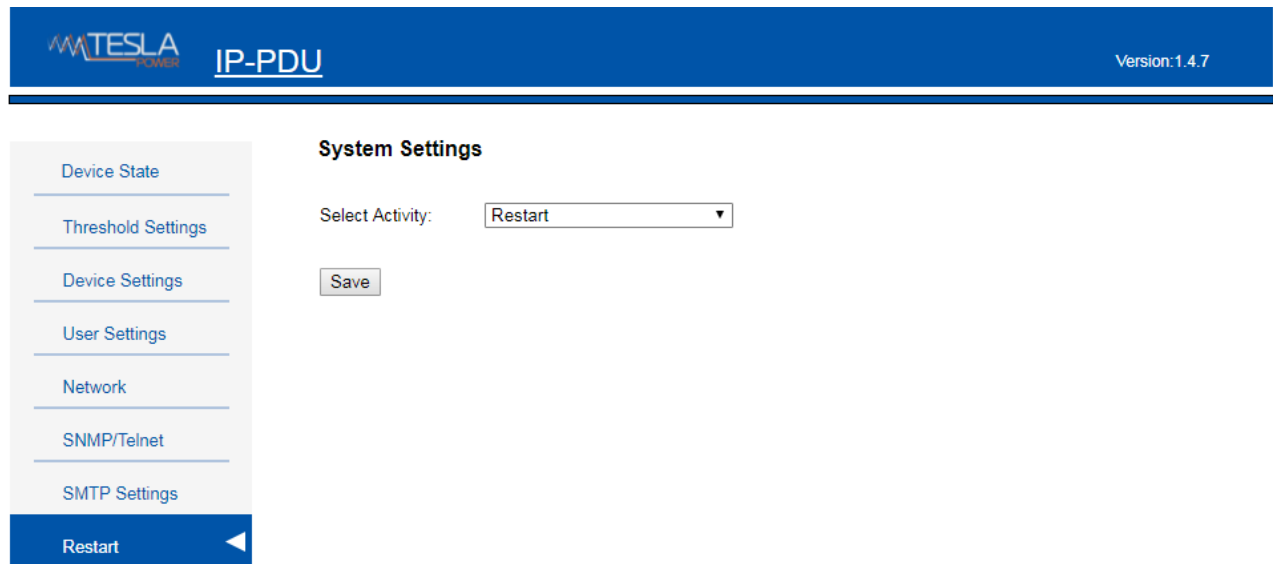 TESLA
POWER
IP-PDU
Version:1.4.7
Device State
Threshold Settings
Device Settings
User Settings
Network
SNMP/Telnet
SMTP Settings
Restart
System Settings
Select Activity: Restart
Save